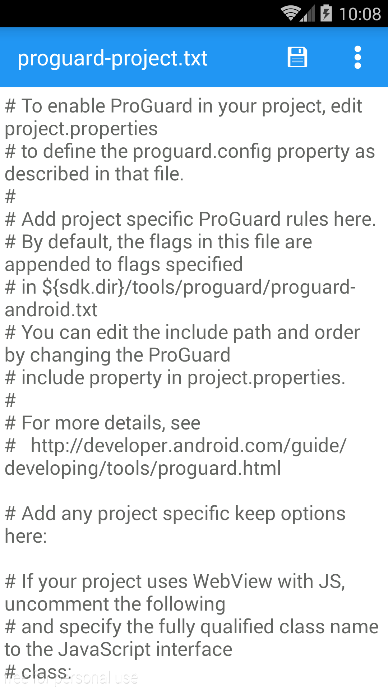 10:08
proguard-project.txt
# To enable ProGuard in your project, edit
project.properties
# to define the proguard.config property as
described in that file.
#
# Add project specific ProGuard rules here.
# By default, the flags in this file are
appended to flags specified
# in ${sdk.dir}/tools/proguard/proguard-
android.txt
# You can edit the include path and order
by changing the ProGuard
# include property in project.properties.
#
# For more details, see
#   http://developer.android.com/guide/
developing/tools/proguard.html
# Add any project specific keep options
here:
# If your project uses WebView with JS,
uncomment the following
# and specify the fully qualified class name
to the JavaScript interface
# class:
for personal use